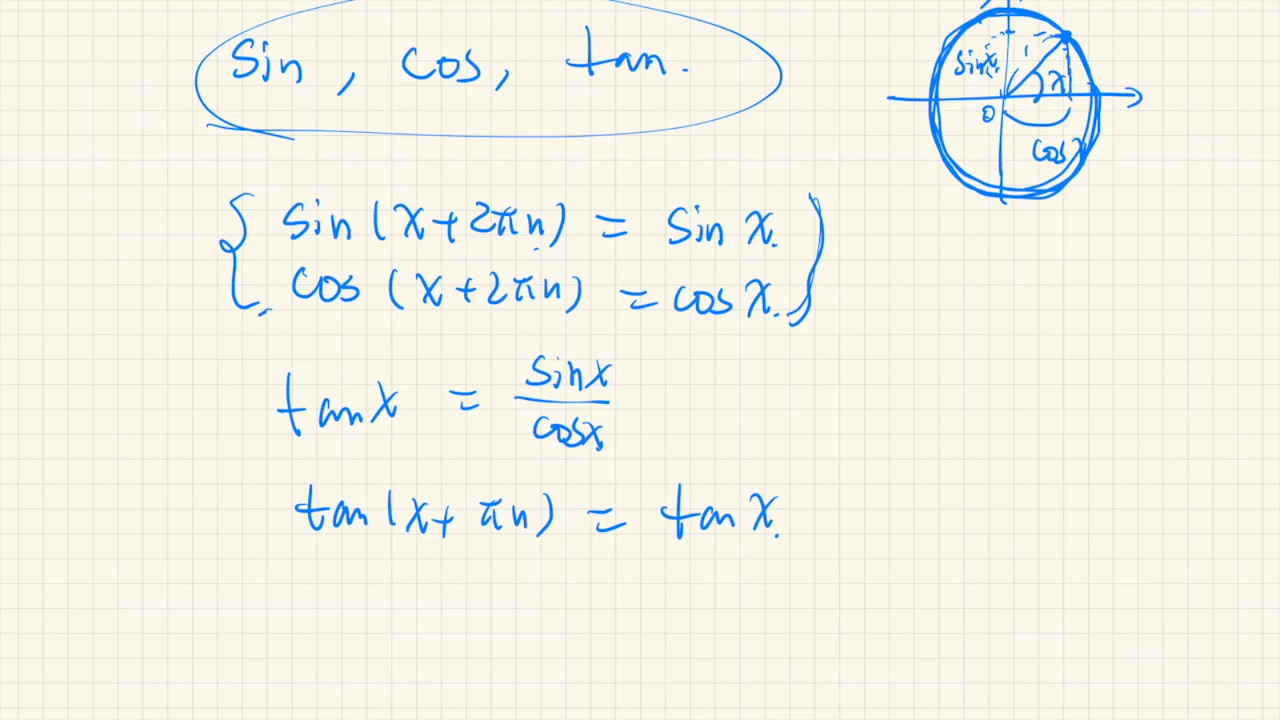 sin, cos, tan.
sin x
1
x
0
cos x
sin(x+2πn) = sin x.
cos(x+2πn) = cos x.
tan x = sin x / cos x
tan(x+πn) = tan x.